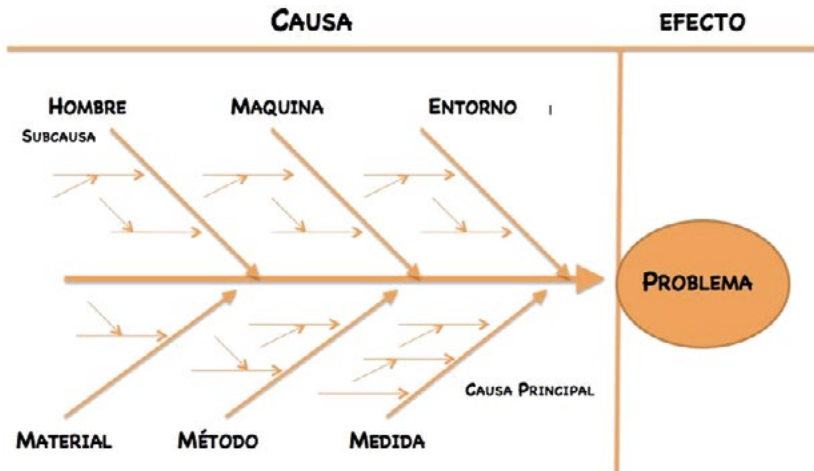 CAUSA
EFECTO
HOMBRE
MAQUINA
ENTORNO
SUBCAUSA
PROBLEMA
CAUSA PRINCIPAL
MATERIAL
MÉTODO
MEDIDA